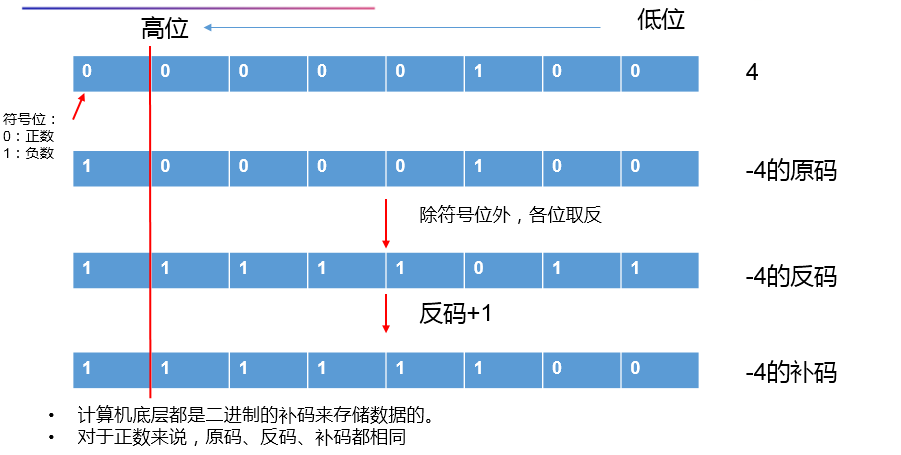 高位 低位
0 0 0 0 0 1 0 0 4
符号位：
0：正数
1：负数
1 0 0 0 0 1 0 0 -4的原码
除符号位外，各位取反
1 1 1 1 1 0 1 1 -4的反码
反码+1
1 1 1 1 1 1 0 0 -4的补码
• 计算机底层都是二进制的补码来存储数据的。
• 对于正数来说，原码、反码、补码都相同